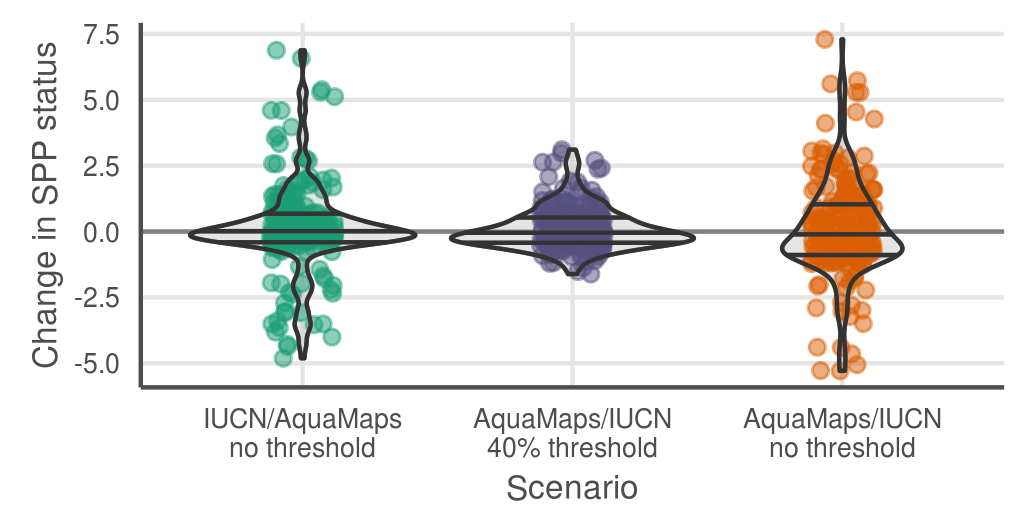 Change in SPP status
7.5
5.0
2.5
0.0
-2.5
-5.0
IUCN/AquaMaps
no threshold
AquaMaps/IUCN
40% threshold
AquaMaps/IUCN
no threshold
Scenario